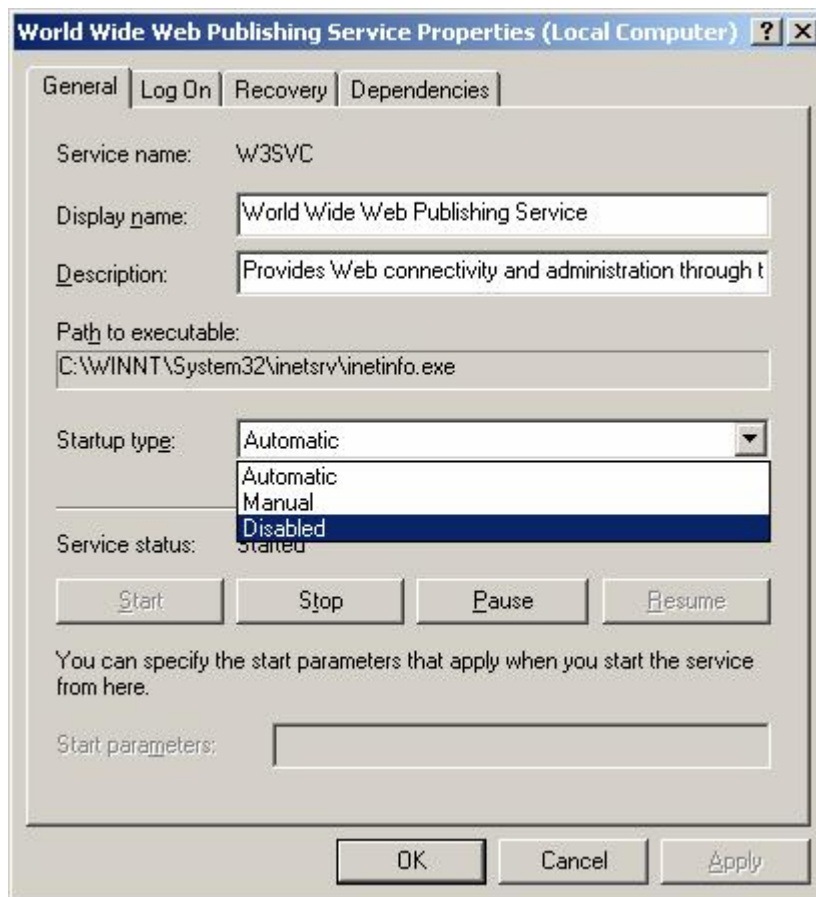 World Wide Web Publishing Service Properties (Local Computer) ? X
General Log On Recovery Dependencies
Service name: W3SVC
Display name: World Wide Web Publishing Service
Description: Provides Web connectivity and administration through t
Path to executable:
C:\WINNT\System32\inetsrv\inetinfo.exe
Startup type: Automatic
Automatic
Manual
Disabled
Service status: Started
Start Stop Pause Resume
You can specify the start parameters that apply when you start the service
from here.
Start parameters:
OK Cancel Apply